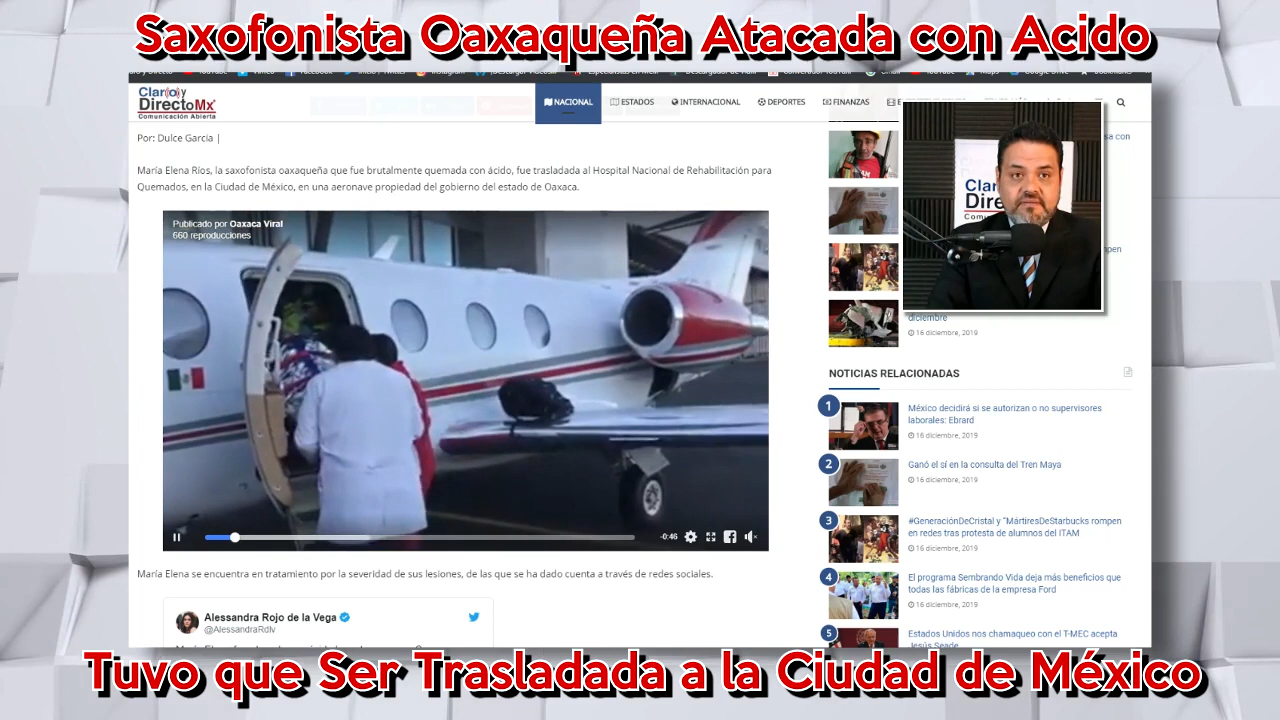 Saxofonista Oaxaqueña Atacada con Acido
Claro y
DirectoMx
Comunicación Abierta
NACIONAL
ESTADOS
INTERNACIONAL
DEPORTES
FINANZAS
Por: Dulce García |
María Elena Ríos, la saxofonista oaxaqueña que fue brutalmente quemada con ácido, fue trasladada al Hospital Nacional de Rehabilitación para
Quemados, en la Ciudad de México, en una aeronave propiedad del gobierno del estado de Oaxaca.
Publicado por Oaxaca Viral
660 reproducciones
-0:46
María Elena se encuentra en tratamiento por la severidad de sus lesiones, de las que se ha dado cuenta a través de redes sociales.
Alessandra Rojo de la Vega
@AlessandraRdlv
diciembre
16 diciembre, 2019
NOTICIAS RELACIONADAS
1
México decidirá si se autorizan o no supervisores
laborales: Ebrard
16 diciembre, 2019
2
Ganó el sí en la consulta del Tren Maya
16 diciembre, 2019
3
#GeneraciónDeCristal y "MártiresDeStarbucks rompen
en redes tras protesta de alumnos del ITAM
16 diciembre, 2019
4
El programa Sembrando Vida deja más beneficios que
todas las fábricas de la empresa Ford
16 diciembre, 2019
5
Estados Unidos nos chamaqueo con el T-MEC acepta
Jesús Seade
Tuvo que Ser Trasladada a la Ciudad de México